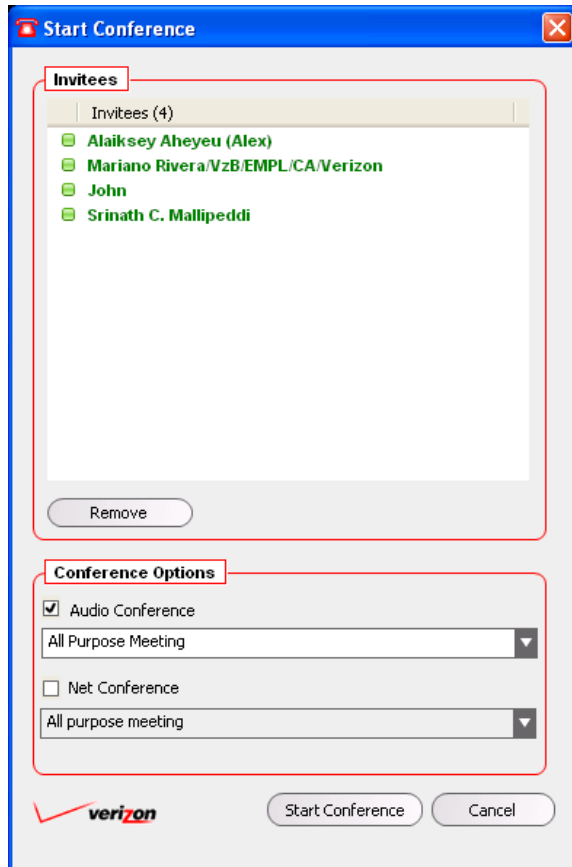 Start Conference
Invitees
Invitees (4)
Alaiksey Aheyeu (Alex)
Mariano Rivera/VzB/EMPL/CA/Verizon
John
Srinath C. Mallipeddi
Remove
Conference Options
Audio Conference
All Purpose Meeting
Net Conference
All purpose meeting
verizon
Start Conference
Cancel